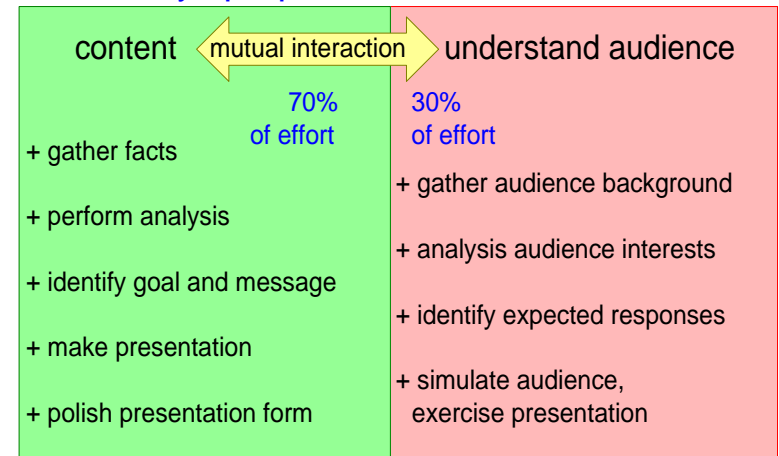 content
mutual interaction
understand audience
70%
of effort
+ gather facts
+ perform analysis
+ identify goal and message
+ make presentation
+ polish presentation form
30%
of effort
+ gather audience background
+ analysis audience interests
+ identify expected responses
+ simulate audience,
exercise presentation